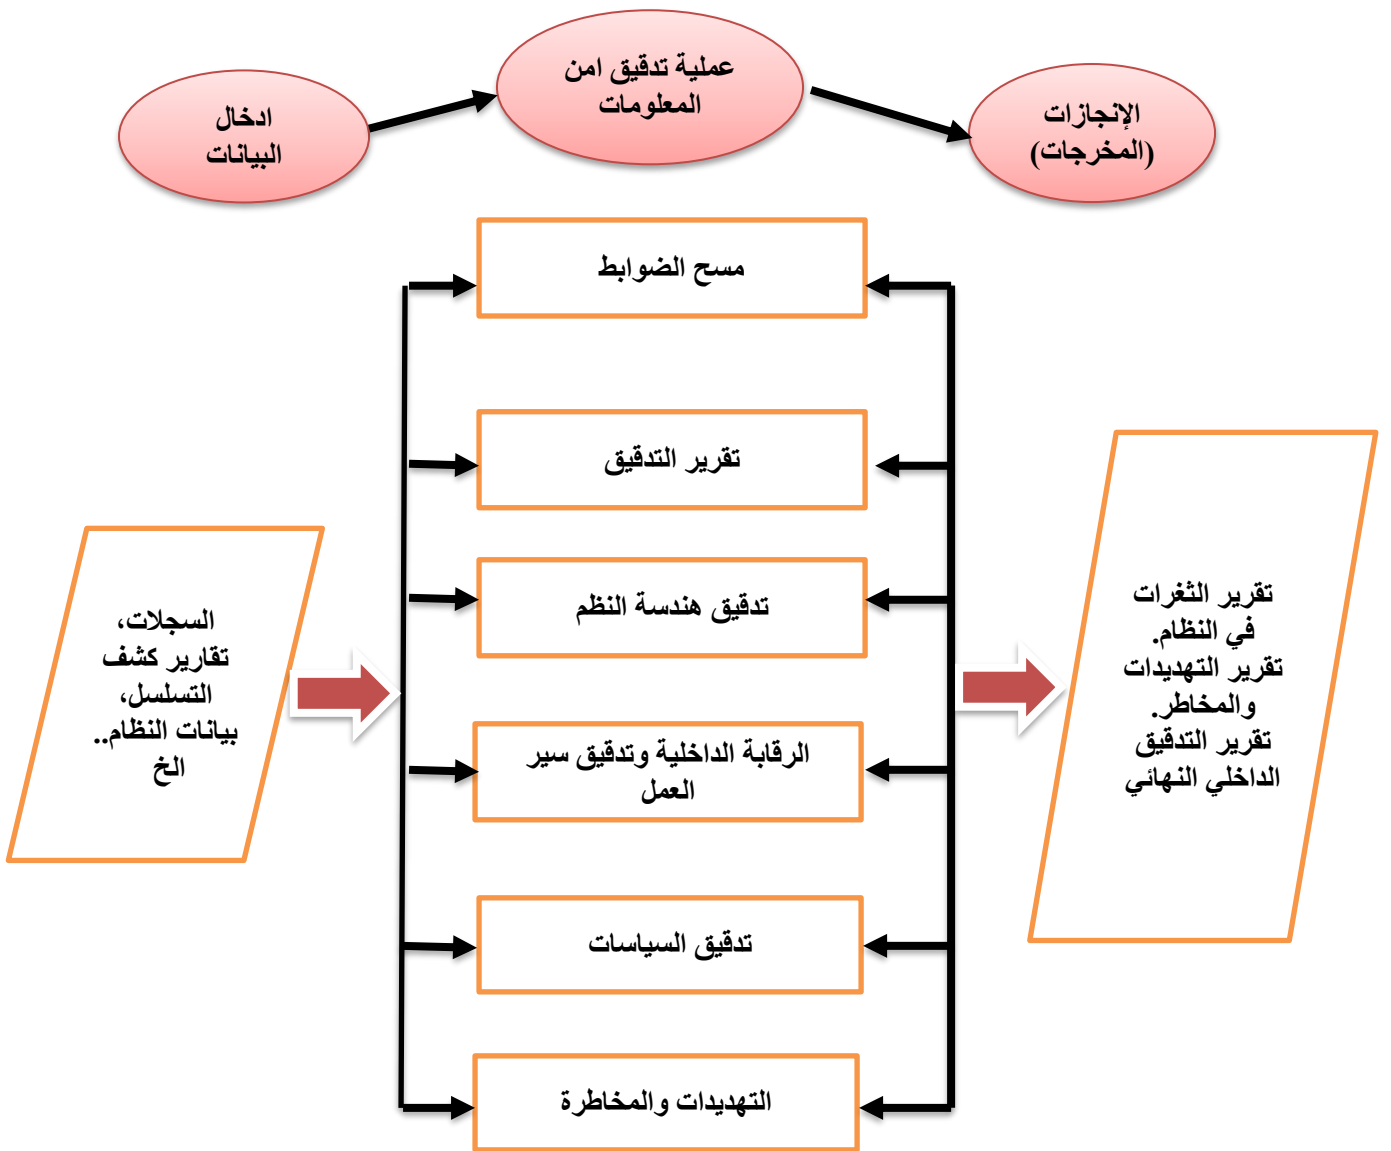 ادخال
البيانات
عملية تدقيق امن
المعلومات
الإنجازات
(المخرجات)
مسح الضوابط
تقرير التدقيق
تدقيق هندسة النظم
الرقابة الداخلية وتدقيق سير
العمل
تدقيق السياسات
التهديدات والمخاطرة
السجلات،
تقارير كشف
التسلسل،
بيانات النظام..
الخ
تقرير الثغرات
في النظام.
تقرير التهديدات
والمخاطر.
تقرير التدقيق
الداخلي النهائي